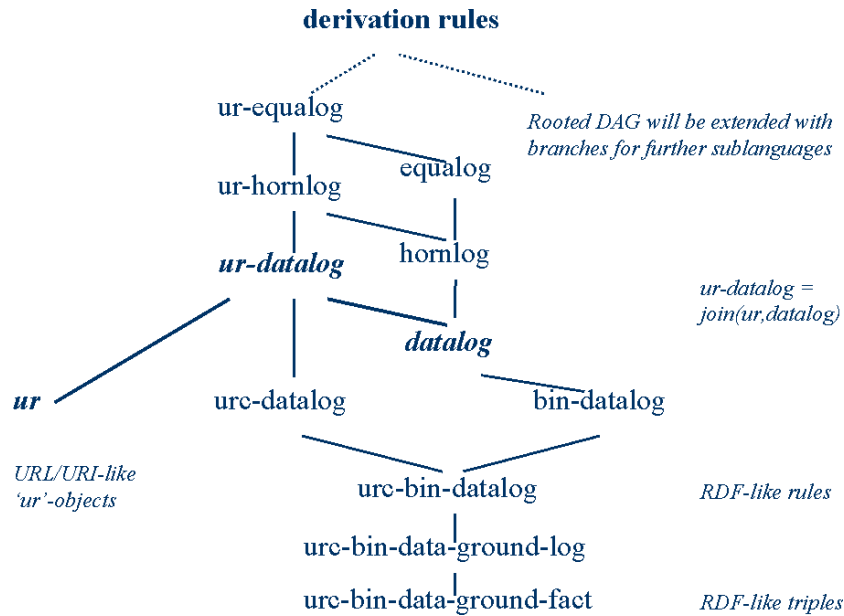 derivation rules
ur-equalog
Rooted DAG will be extended with
branches for further sublanguages
equalog
ur-hornlog
hornlog
ur-datalog
ur-datalog =
join(ur,datalog)
datalog
ur
urc-datalog
bin-datalog
URL/URI-like
‘ur’-objects
urc-bin-datalog
RDF-like rules
urc-bin-data-ground-log
urc-bin-data-ground-fact
RDF-like triples